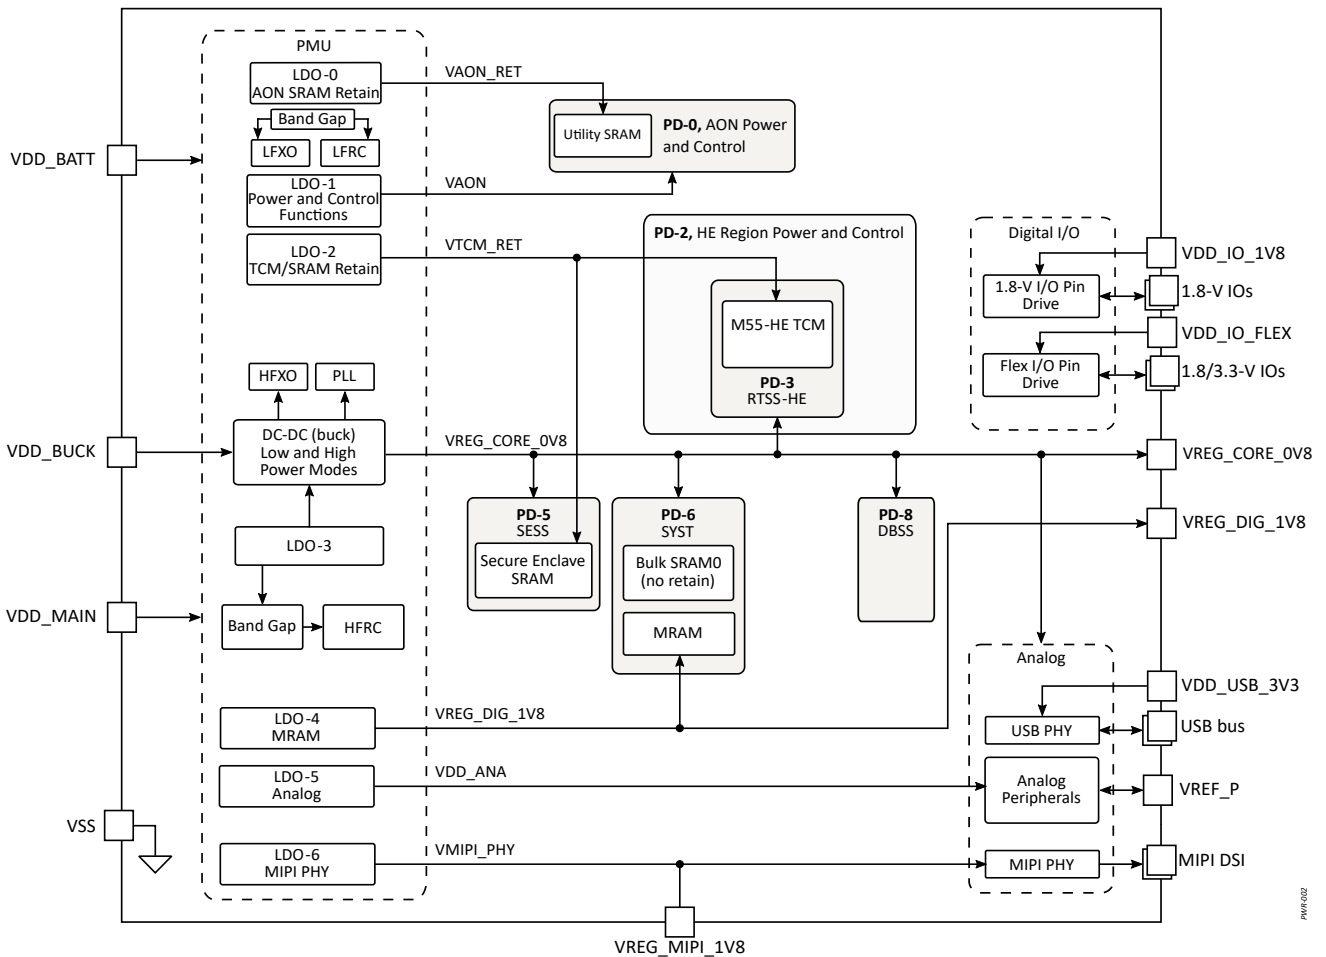 PMU
LDO-0
AON SRAM Retain
Band Gap
LFXO
LFRC
LDO-1
Power and Control
Functions
LDO-2
TCM/SRAM Retain
VAON_RET
VAON
VTCM_RET
Utility SRAM
PD-0, AON Power
and Control
PD-2, HE Region Power and Control
M55-HE TCM
PD-3
RTSS-HE
Digital I/O
1.8-V I/O Pin
Drive
Flex I/O Pin
Drive
VDD_IO_1V8
1.8-V IOs
VDD_IO_FLEX
1.8/3.3-V IOs
VDD_BATT
VDD_BUCK
HFXO
PLL
DC-DC (buck)
Low and High
Power Modes
VREG_CORE_0V8
VREG_CORE_0V8
LDO-3
Band Gap
HFRC
VDD_MAIN
PD-5
SESS
Secure Enclave
SRAM
PD-6
SYST
Bulk SRAM0
(no retain)
MRAM
PD-8
DBSS
VREG_DIG_1V8
Analog
VDD_USB_3V3
USB PHY
USB bus
LDO-4
MRAM
VREG_DIG_1V8
LDO-5
Analog
VDD_ANA
Analog
Peripherals
VREF_P
VSS
LDO-6
MIPI PHY
VMIPI_PHY
MIPI PHY
MIPI DSI
VREG_MIPI_1V8
PWR-002